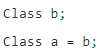 Class b;
Class a = b;